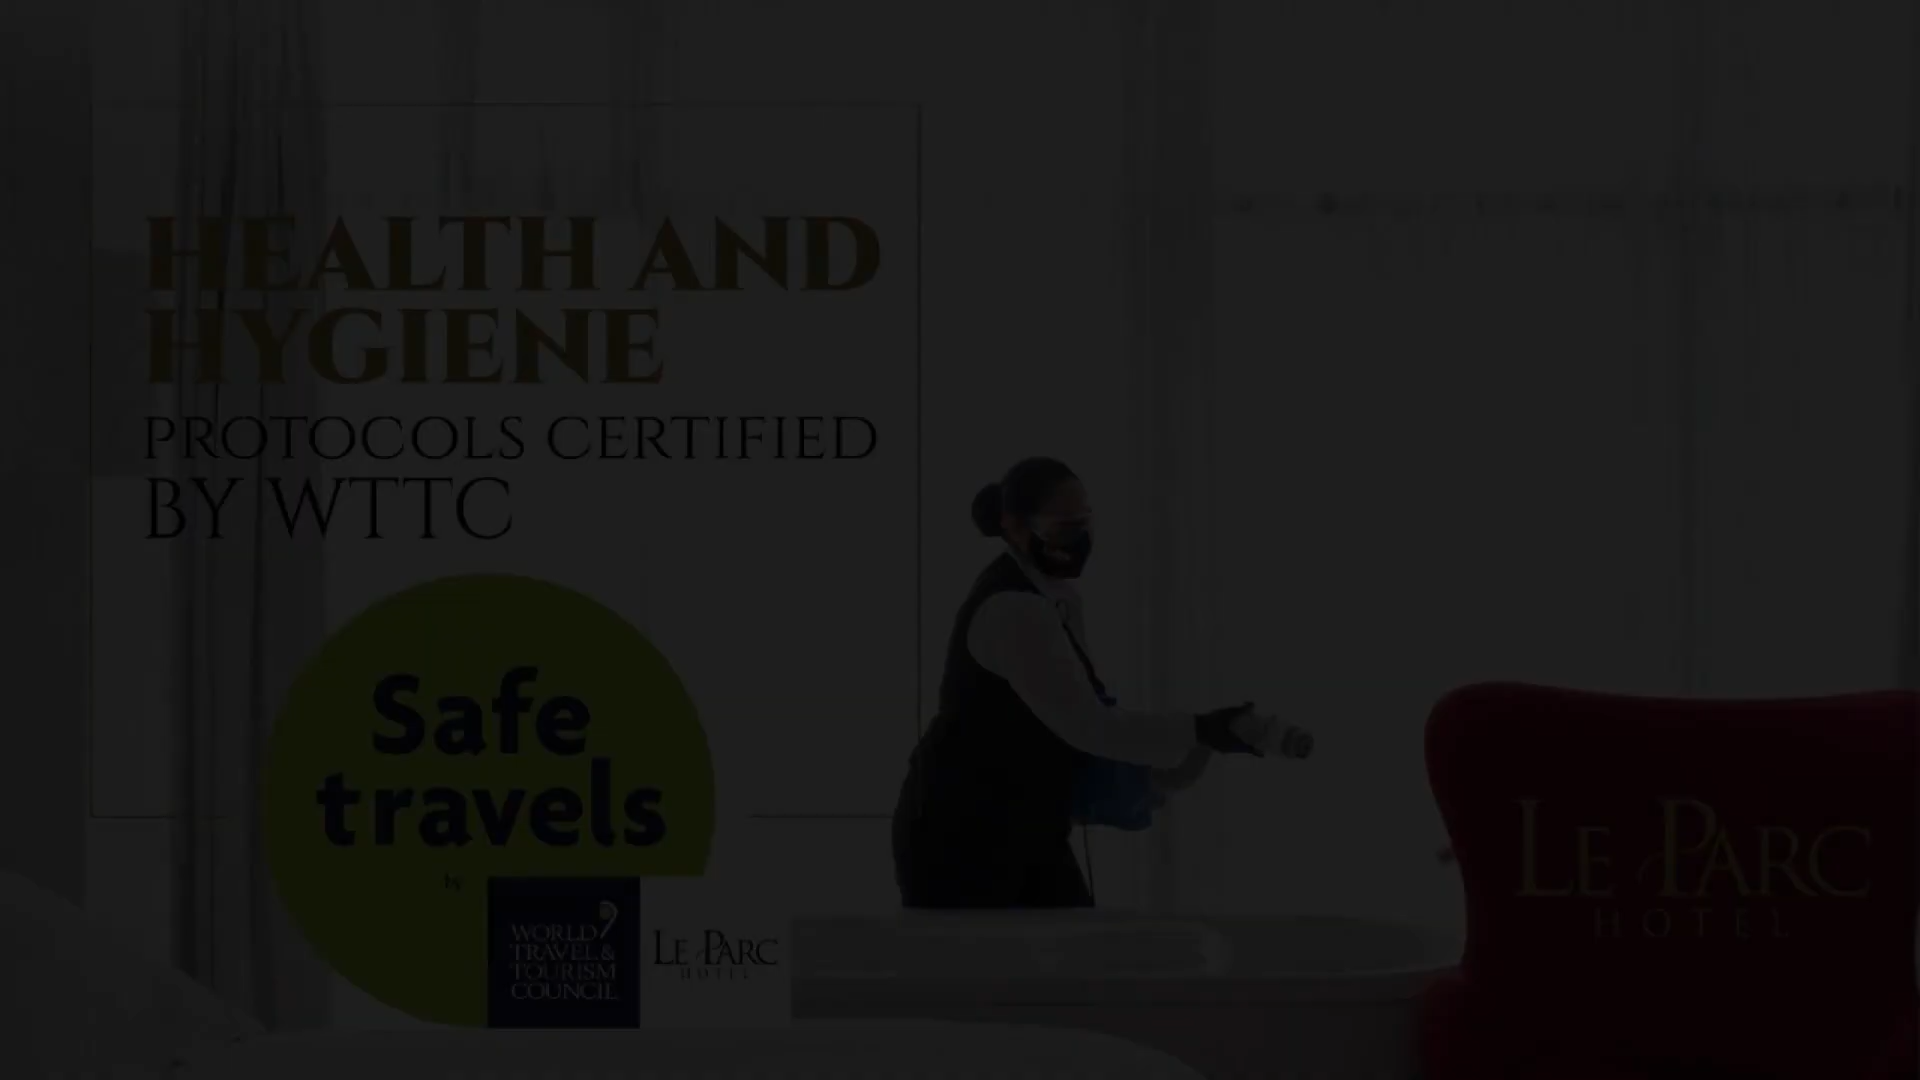 HEALTH AND
HYGIENE
PROTOCOLS CERTIFIED
BY WTTC
Safe
travels
by
WORLD
TRAVEL &
TOURISM
COUNCIL
LE PARC
HOTEL
LE PARC
HOTEL